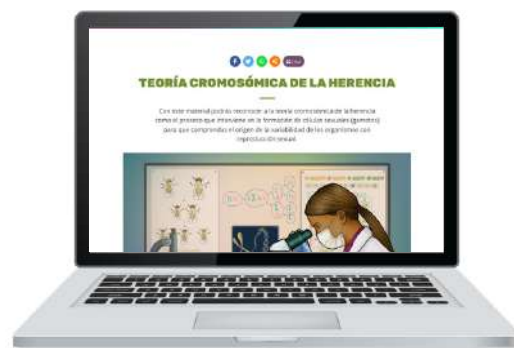 TEORÍA CROMOSÓMICA DE LA HERENCIA
Con este material podrás reconocer a la teoría cromosómica de la herencia
como el proceso que interviene en la formación de células sexuales (gametos)
para que comprendas el origen de la variabilidad de los organismos con
reproducción sexual.